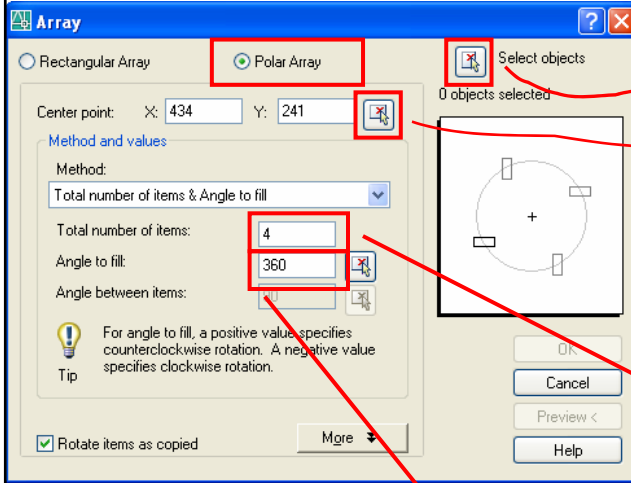 Array
Rectangular Array Polar Array Select objects
0 objects selected
Center point: X: 434 Y: 241
Method and values
Method:
Total number of items & Angle to fill
Total number of items: 4
Angle to fill: 360
Angle between items: 90
For angle to fill, a positive value specifies
counterclockwise rotation. A negative value
specifies clockwise rotation.
Tip
OK
Cancel
Preview <
Help
Rotate items as copied More